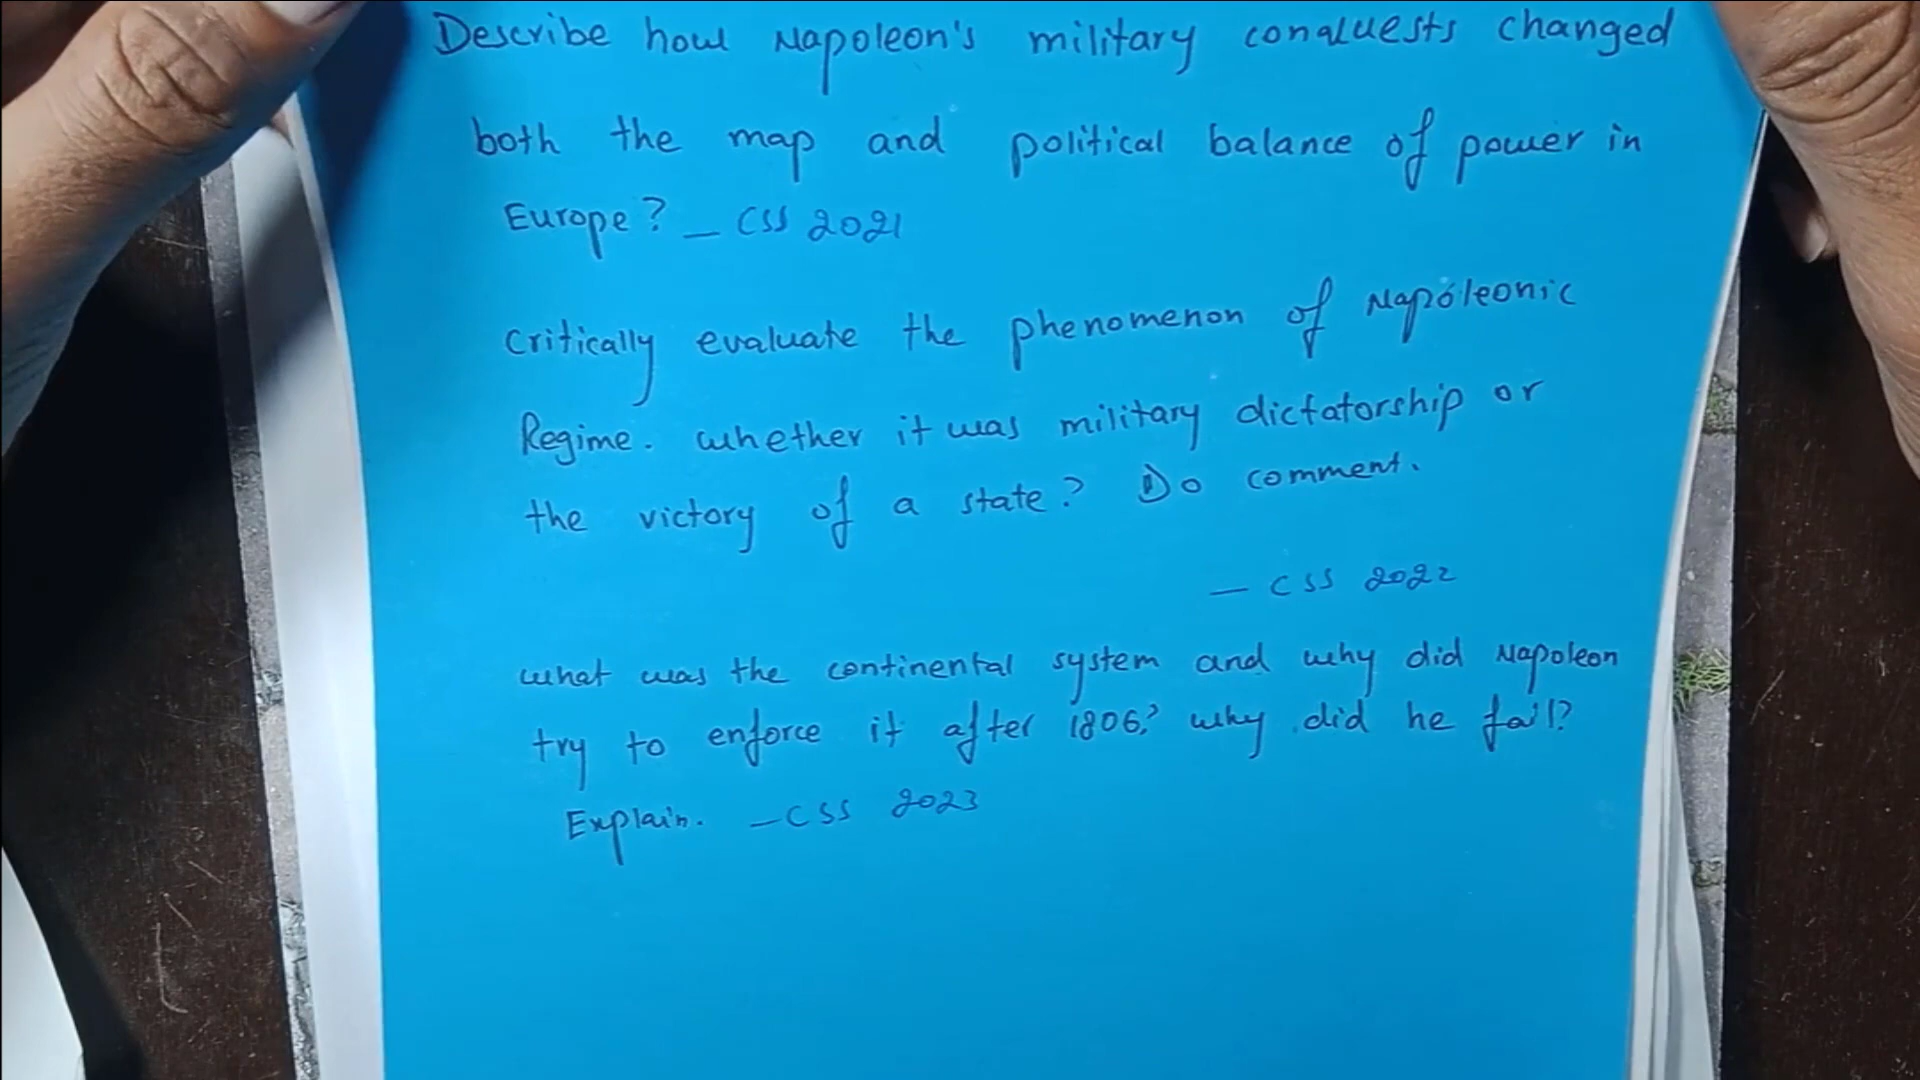 Describe how Napoleon's military conquests changed
both the map and political balance of power in
Europe? _ CSS 2021
Critically evaluate the phenomenon of Napoleonic
Regime. whether it was military dictatorship or
the victory of a state? Do comment.
_ CSS 2022
what was the continental system and why did Napoleon
try to enforce it after 1806? why did he fail?
Explain. _ CSS 2023